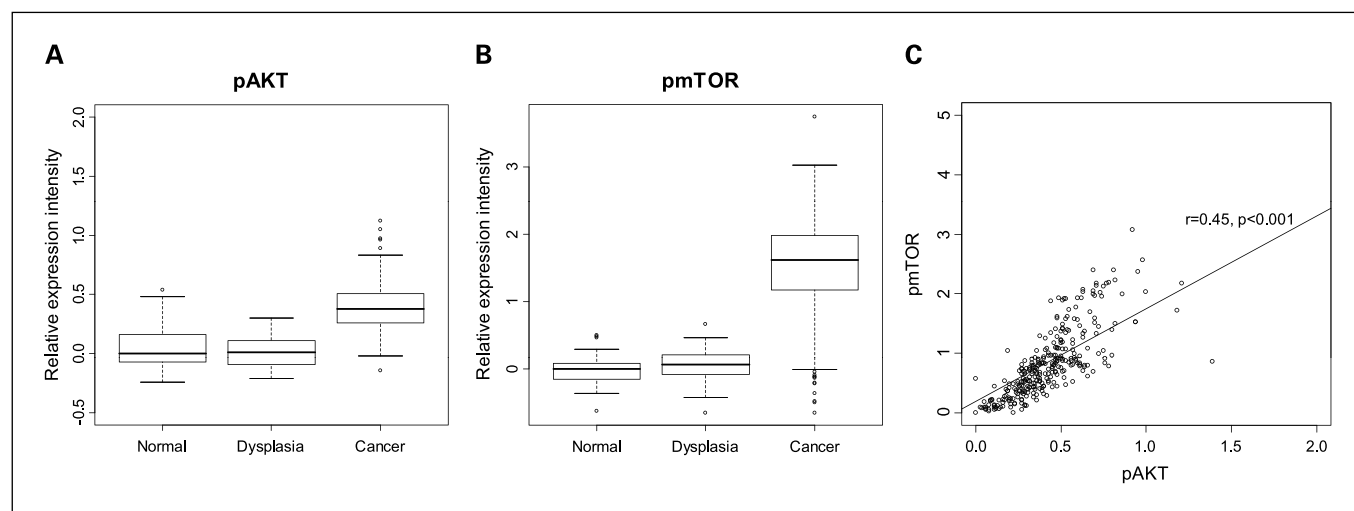 A
pAKT
Relative expression intensity
2.0
1.5
1.0
0.5
0.0
-0.5
Normal Dysplasia Cancer
B
pmTOR
Relative expression intensity
3
2
1
0
Normal Dysplasia Cancer
C
pmTOR
5
4
3
2
1
0
r=0.45, p<0.001
0.0 0.5 1.0 1.5 2.0
pAKT